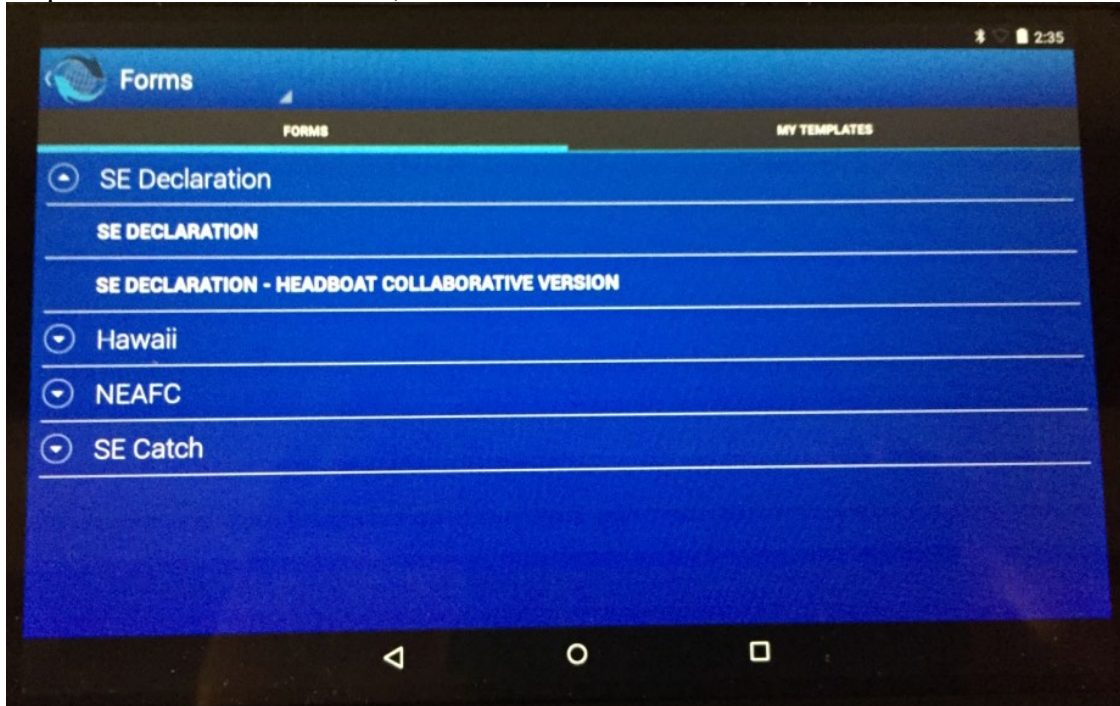 2:35
Forms
FORMS MY TEMPLATES
SE Declaration
SE DECLARATION
SE DECLARATION - HEADBOAT COLLABORATIVE VERSION
Hawaii
NEAFC
SE Catch